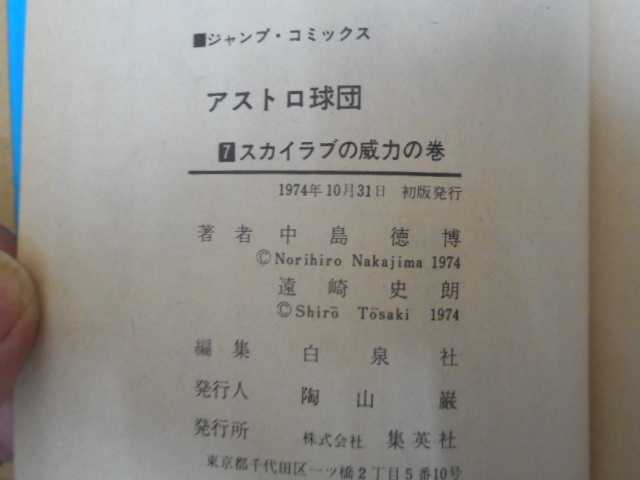 ■ジャンプ・コミックス
アストロ球団
7スカイラブの威力の巻
1974年10月31日 初版発行
著者 中島徳博
©Norihiro Nakajima 1974
遠崎史朗
©Shirō Tōsaki 1974
編集 白泉社
発行人 陶山巌
発行所 株式会社 集英社
東京都千代田区一ツ橋2丁目5番10号